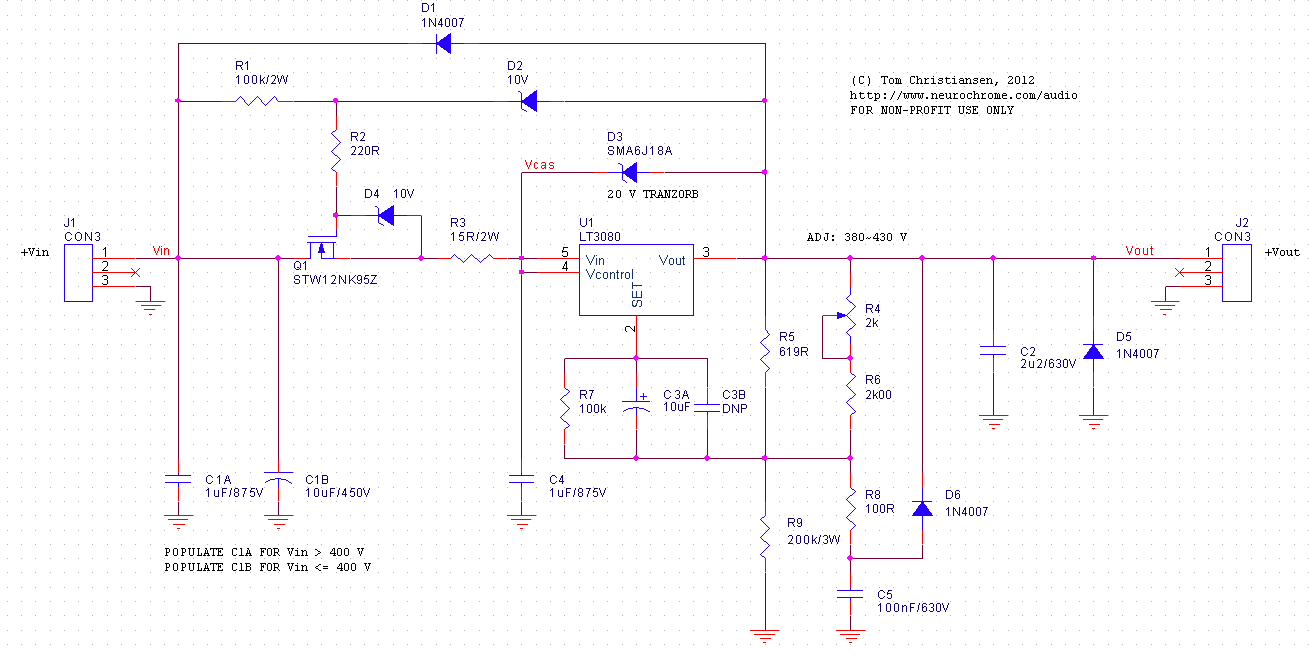 D1
1N4007
R1
100k/2W
D2
10V
(C) Tom Christiansen, 2012
http://www.neurochrome.com/audio
FOR NON-PROFIT USE ONLY
R2
220R
D3
SMA6J18A
Vcas
20 V TRANZORB
D4 10V
J1
CON3
+Vin
1
2
3
Vin
Q1
STW12NK95Z
R3
15R/2W
U1
LT3080
5
4
Vin
Vcontrol
Vout
SET
3
2
ADJ: 380~430 V
Vout
J2
CON3
1
2
3
+Vout
R4
2k
R5
619R
R6
2k00
C2
2u2/630V
D5
1N4007
R7
100k
C3A
10uF
+
C3B
DNP
C1A
1uF/875V
C1B
10uF/450V
C4
1uF/875V
R8
100R
D6
1N4007
R9
200k/3W
POPULATE C1A FOR Vin > 400 V
POPULATE C1B FOR Vin <= 400 V
C5
100nF/630V